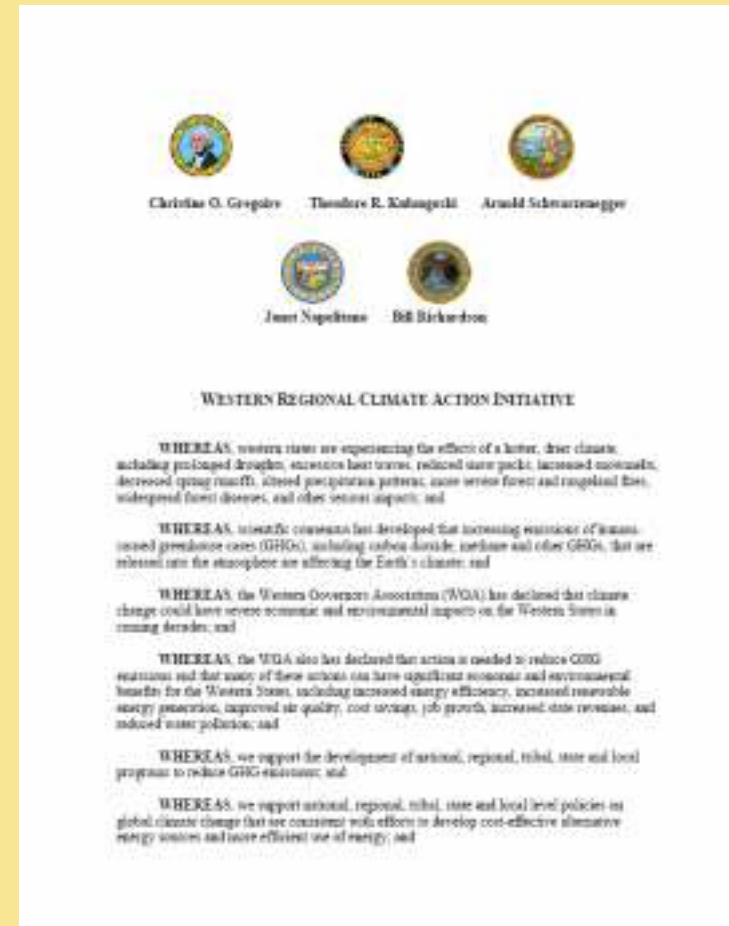 Christine O. Gregoire Theodore R. Kulongoski Arnold Schwarzenegger
Janet Napolitano Bill Richardson
WESTERN REGIONAL CLIMATE ACTION INITIATIVE
WHEREAS, western states are experiencing the effects of a hotter, drier climate,
including prolonged droughts, excessive heat waves, reduced snow packs, increased snowmelts,
decreased spring runoffs, altered precipitation patterns, more severe forest and rangeland fires,
widespread forest diseases, and other serious impacts; and
WHEREAS, scientific consensus has developed that increasing emissions of human-
caused greenhouse gases (GHGs), including carbon dioxide, methane and other GHGs, that are
released into the atmosphere are affecting the Earth's climate; and
WHEREAS, the Western Governors Association (WGA) has declared that climate
change could have severe economic and environmental impacts on the Western States in
coming decades; and
WHEREAS, the WGA also has declared that action is needed to reduce GHG
emissions and that many of these actions can have significant economic and environmental
benefits for the Western States, including increased energy efficiency, increased renewable
energy generation, improved air quality, cost savings, job growth, increased state revenues, and
reduced water pollution; and
WHEREAS, we support the development of national, regional, tribal, state and local
programs to reduce GHG emissions; and
WHEREAS, we support national, regional, tribal, state and local level policies on
global climate change that are consistent with efforts to develop cost-effective alternative
energy sources and more efficient use of energy; and